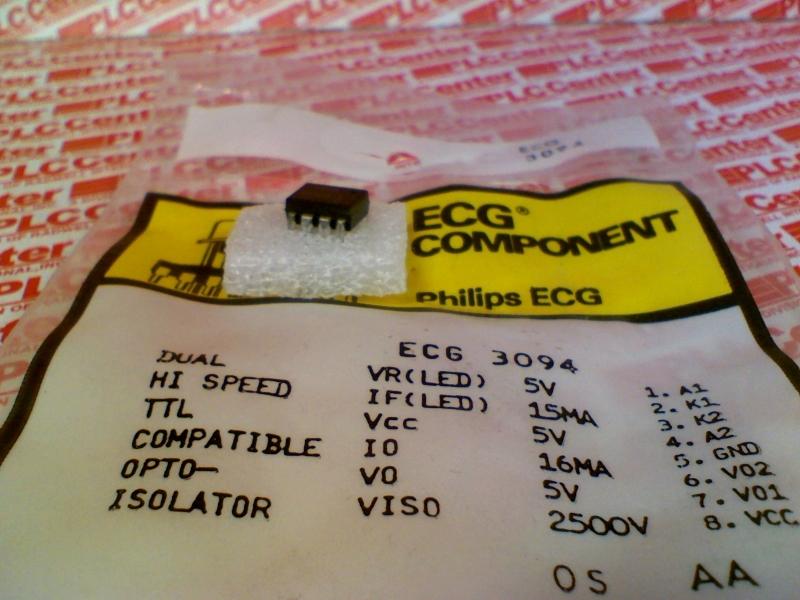 ECG
3094
ECG® COMPONENT
Philips ECG
ECG 3094
DUAL
HI SPEED
TTL
COMPATIBLE
OPTO-
ISOLATOR
VR(LED) 5V
IF(LED) 15MA
Vcc 5V
IO 16MA
VO 5V
VISO 2500V
1. A1
2. K1
3. K2
4. A2
5. GND
6. VO2
7. VO1
8. VCC
OS AA
PLCCenter